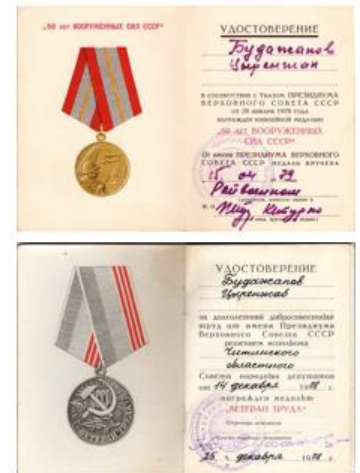 „60 лет ВООРУЖЕННЫХ СИЛ СССР“
УДОСТОВЕРЕНИЕ
Будажапов
Цыренжап
В СООТВЕТСТВИИ С УКАЗОМ ПРЕЗИДИУМА
ВЕРХОВНОГО СОВЕТА СССР
ОТ 28 ЯНВАРЯ 1978 ГОДА
НАГРАЖДЕН ЮБИЛЕЙНОЙ МЕДАЛЬЮ
„60 ЛЕТ ВООРУЖЕННЫХ
СИЛ СССР“
От имени ПРЕЗИДИУМА ВЕРХОВНОГО
СОВЕТА СССР МЕДАЛЬ ВРУЧЕНА
15 04 79
Райвоенком
УДОСТОВЕРЕНИЕ
Будажапов
Цыренжаб
за долголетний добросовестный
труд от имени Президиума
Верховного Совета СССР
решением исполкома
Читинского
областного
Совета народных депутатов
от 14 декабря 1978 г.
награжден медалью
„ВЕТЕРАН ТРУДА“
25 декабря 1978 г.